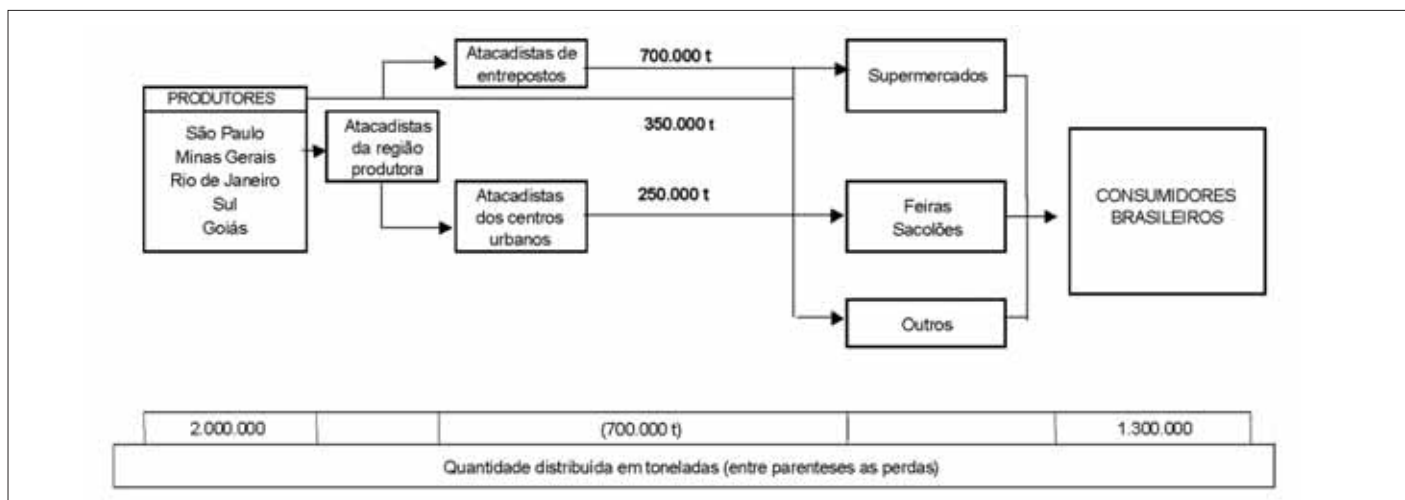 PRODUTORES
São Paulo
Minas Gerais
Rio de Janeiro
Sul
Goiás
Atacadistas
da região
produtora
Atacadistas de
entrepostos
Atacadistas
dos centros
urbanos
700.000 t
350.000 t
250.000 t
Supermercados
Feiras
Sacolões
Outros
CONSUMIDORES
BRASILEIROS
2.000.000
(700.000 t)
1.300.000
Quantidade distribuída em toneladas (entre parenteses as perdas)